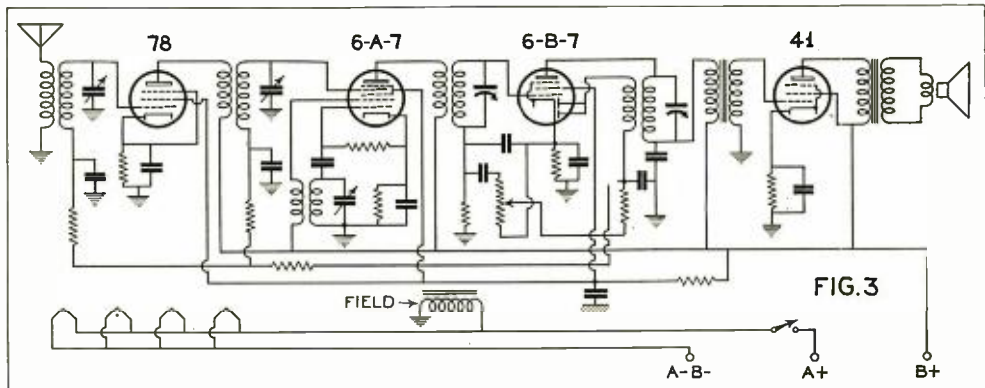 78
6-A-7
6-B-7
41
FIELD
FIG.3
A-B-
A+
B+